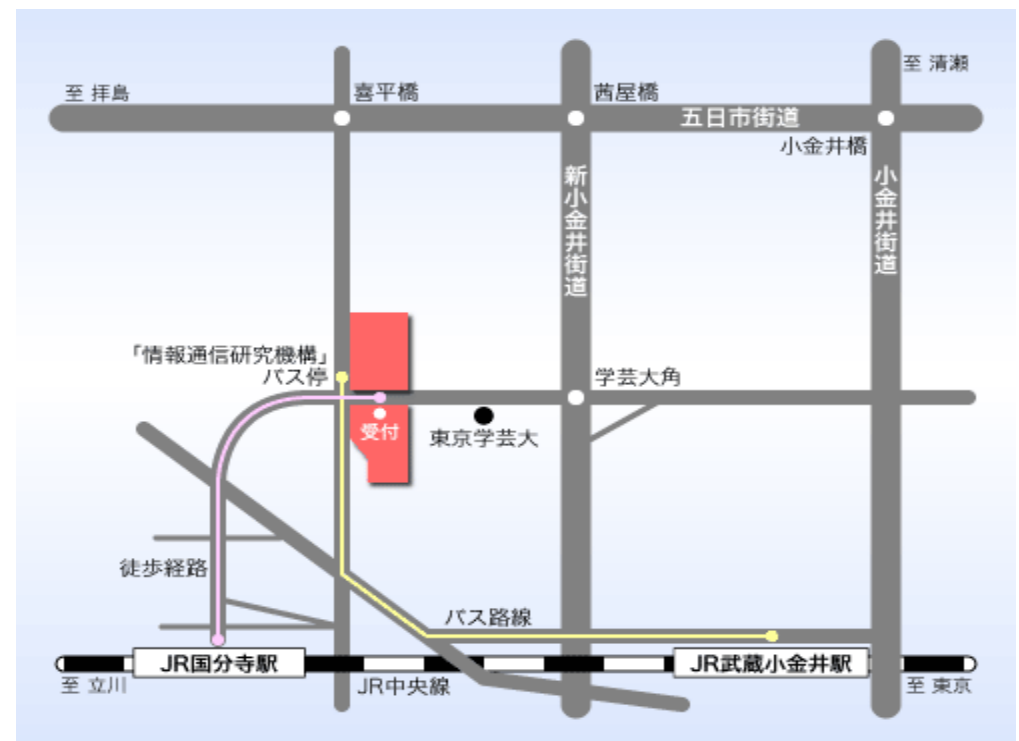 至 清瀬
至 拝島
喜平橋
茜屋橋
五日市街道
小金井橋
新小金井街道
小金井街道
「情報通信研究機構」
バス停
学芸大角
受付
東京学芸大
徒歩経路
バス路線
JR国分寺駅
JR武蔵小金井駅
至 立川
JR中央線
至 東京